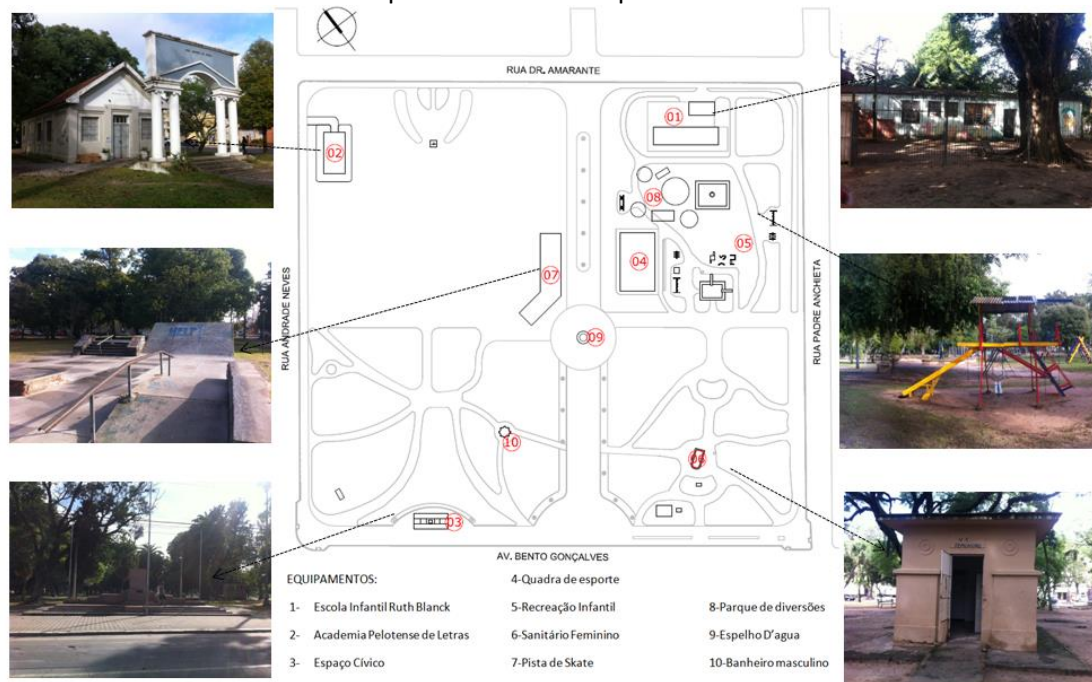 RUA DR. AMARANTE
01
02
08
05
04
07
RUA ANDRADE NEVES
RUA PADRE ANCHIETA
09
10
06
03
AV. BENTO GONÇALVES
EQUIPAMENTOS:
1- Escola Infantil Ruth Blanck
2- Academia Pelotense de Letras
3- Espaço Cívico
4-Quadra de esporte
5-Recreação Infantil
6-Sanitário Feminino
7-Pista de Skate
8-Parque de diversões
9-Espelho D'agua
10-Banheiro masculino